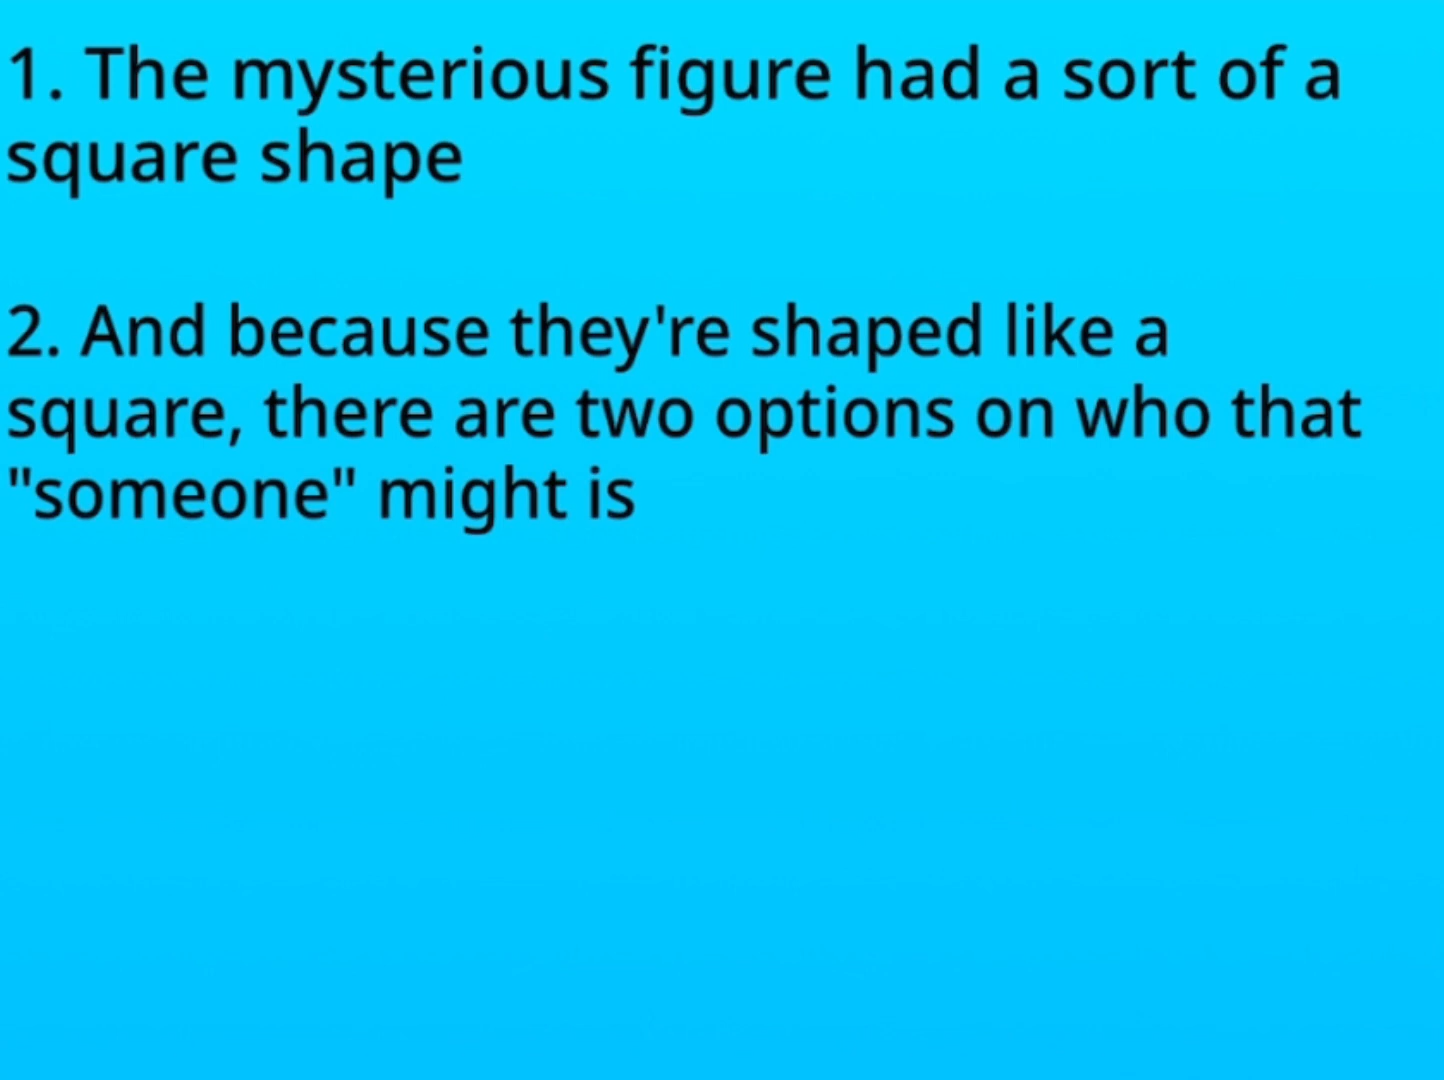 1. The mysterious figure had a sort of a
square shape
2. And because they're shaped like a
square, there are two options on who that
"someone" might is